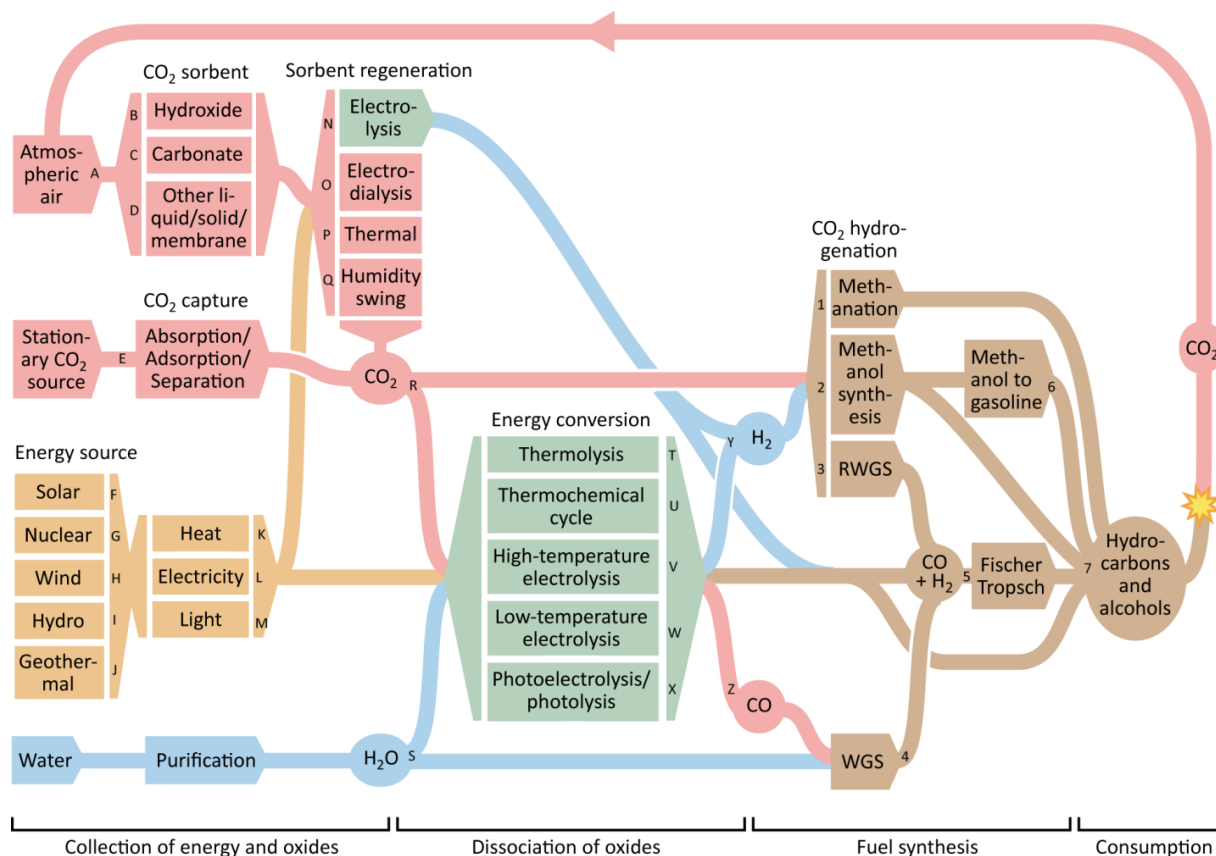 CO₂ sorbent
Sorbent regeneration
B
Hydroxide
C
Carbonate
D
Other li-
quid/solid/
membrane
Atmos-
pheric
air
A
N
Electro-
lysis
O
Electro-
dialysis
P
Thermal
Q
Humidity
swing
CO₂ capture
Station-
ary CO₂
source
E
Absorption/
Adsorption/
Separation
CO₂
R
Energy source
Solar
F
Nuclear
G
Wind
H
Hydro
I
Geother-
mal
J
Heat
K
Electricity
L
Light
M
Water
Purification
H₂O
S
Energy conversion
Thermolysis
T
Thermochemical
cycle
U
High-temperature
electrolysis
V
Low-temperature
electrolysis
W
Photoelectrolysis/
photolysis
X
Y
H₂
Z
CO
CO₂ hydro-
genation
1
Meth-
anation
2
Meth-
anol
synth-
esis
3
RWGS
Meth-
anol to
gasoline
6
CO
+ H₂
5
Fischer
Tropsch
WGS
4
7
Hydro-
carbons
and
alcohols
CO₂
Collection of energy and oxides
Dissociation of oxides
Fuel synthesis
Consumption